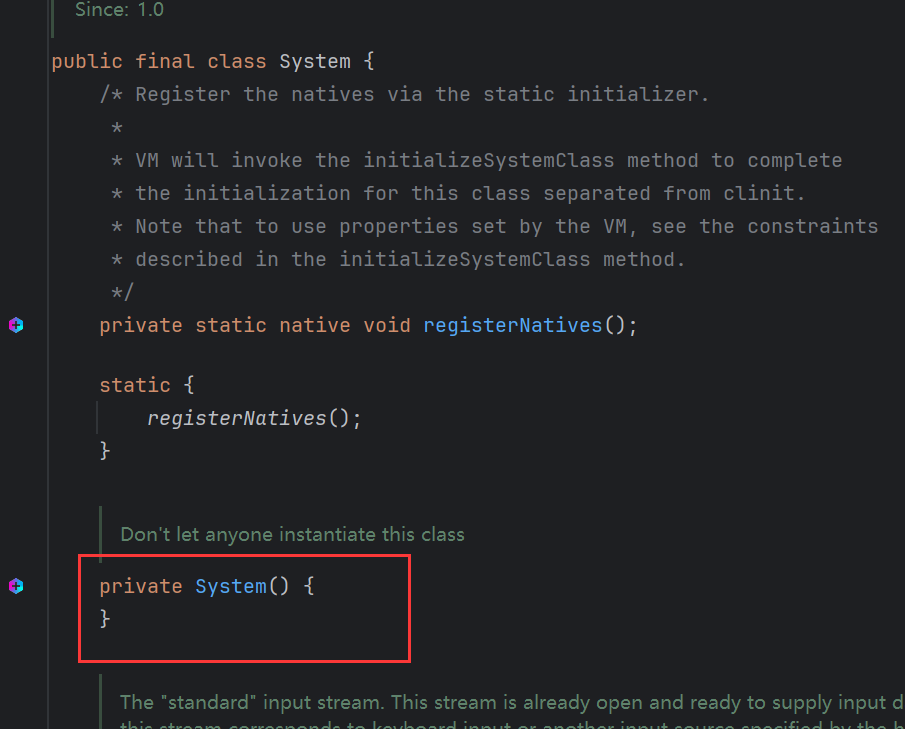 Since: 1.0
public final class System {
/* Register the natives via the static initializer.
*
* VM will invoke the initializeSystemClass method to complete
* the initialization for this class separated from clinit.
* Note that to use properties set by the VM, see the constraints
* described in the initializeSystemClass method.
*/
private static native void registerNatives();
static {
registerNatives();
}
Don't let anyone instantiate this class
private System() {
}
The "standard" input stream. This stream is already open and ready to supply input d
this stream corresponds to keyboard input or another input source specified by the h